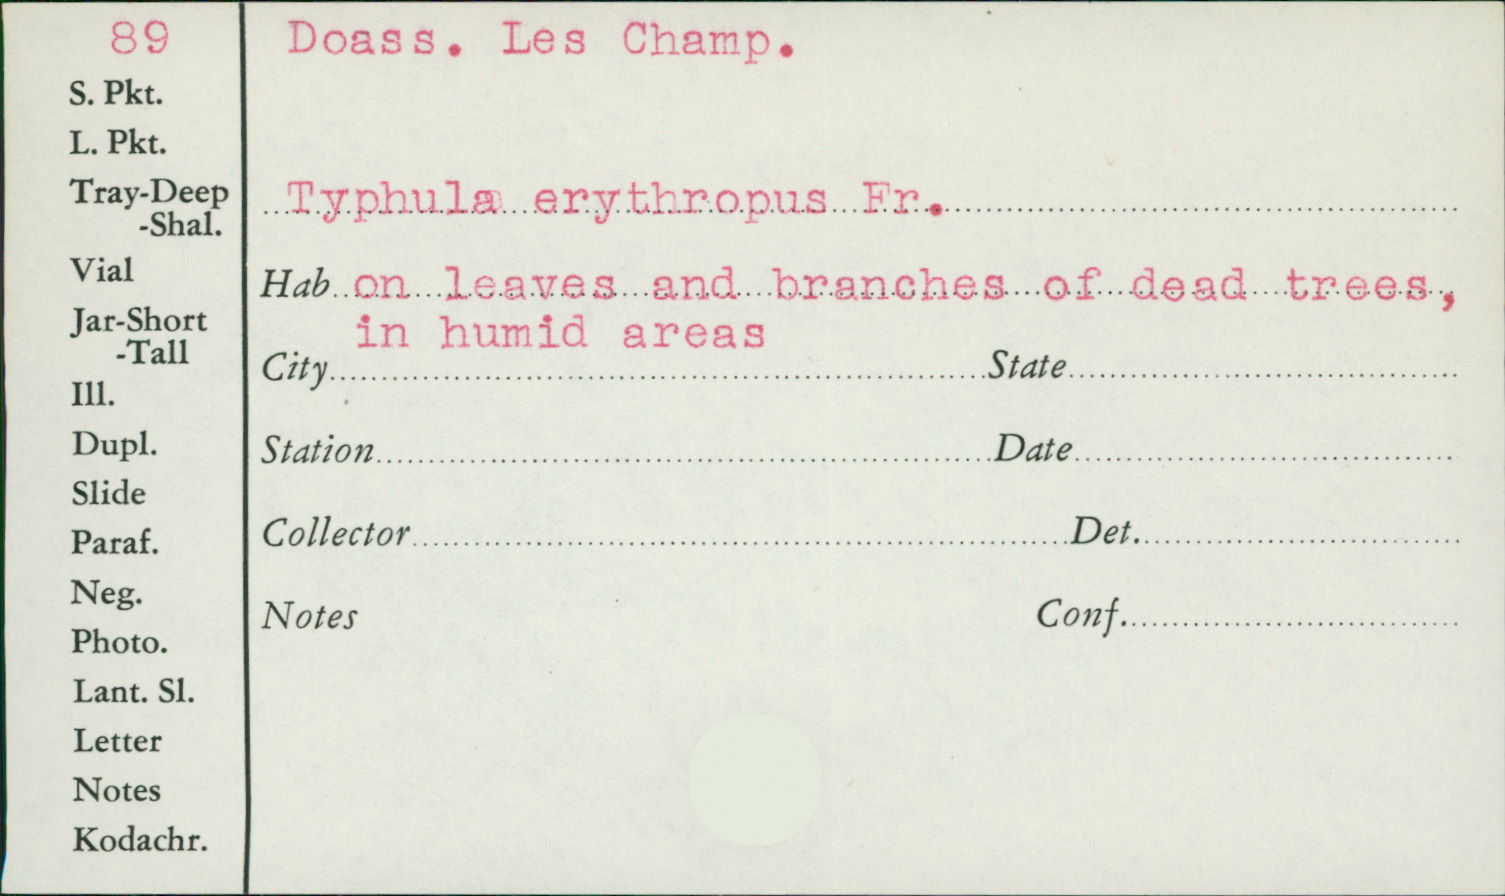 89
S. Pkt.
L. Pkt.
Tray-Deep
-Shal.
Vial
Jar-Short
-Tall
Ill.
Dupl.
Slide
Paraf.
Neg.
Photo.
Lant. Sl.
Letter
Notes
Kodachr.
Doass. Les Champ.
Typhula erythropus Fr.
Hab on leaves and branches of dead trees,
in humid areas
City State
Station Date
Collector Det.
Notes Conf.